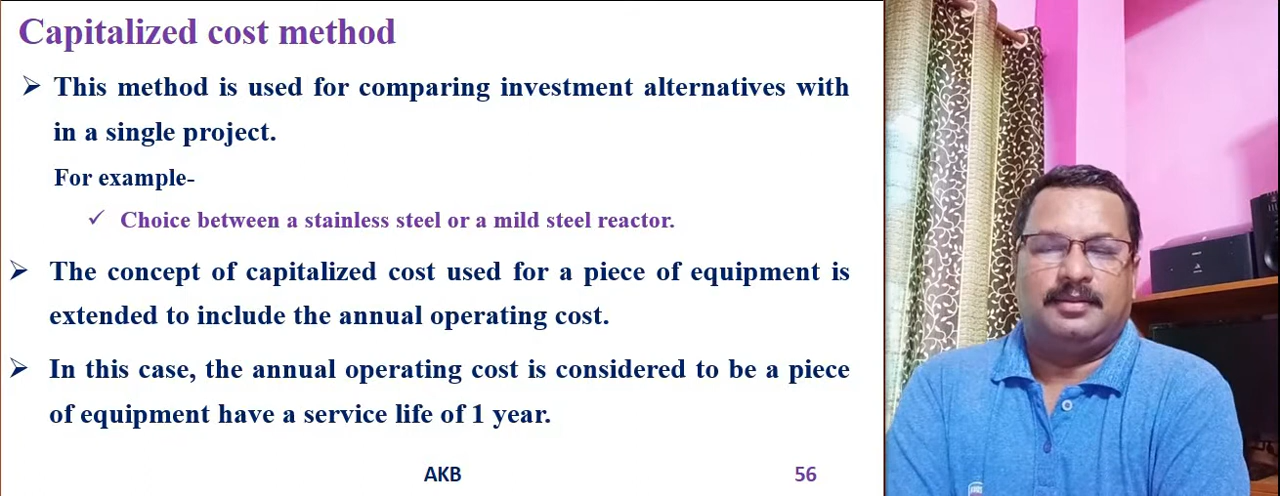 Capitalized cost method
➢ This method is used for comparing investment alternatives with
in a single project.
For example-
✓ Choice between a stainless steel or a mild steel reactor.
➢ The concept of capitalized cost used for a piece of equipment is
extended to include the annual operating cost.
➢ In this case, the annual operating cost is considered to be a piece
of equipment have a service life of 1 year.
AKB
56